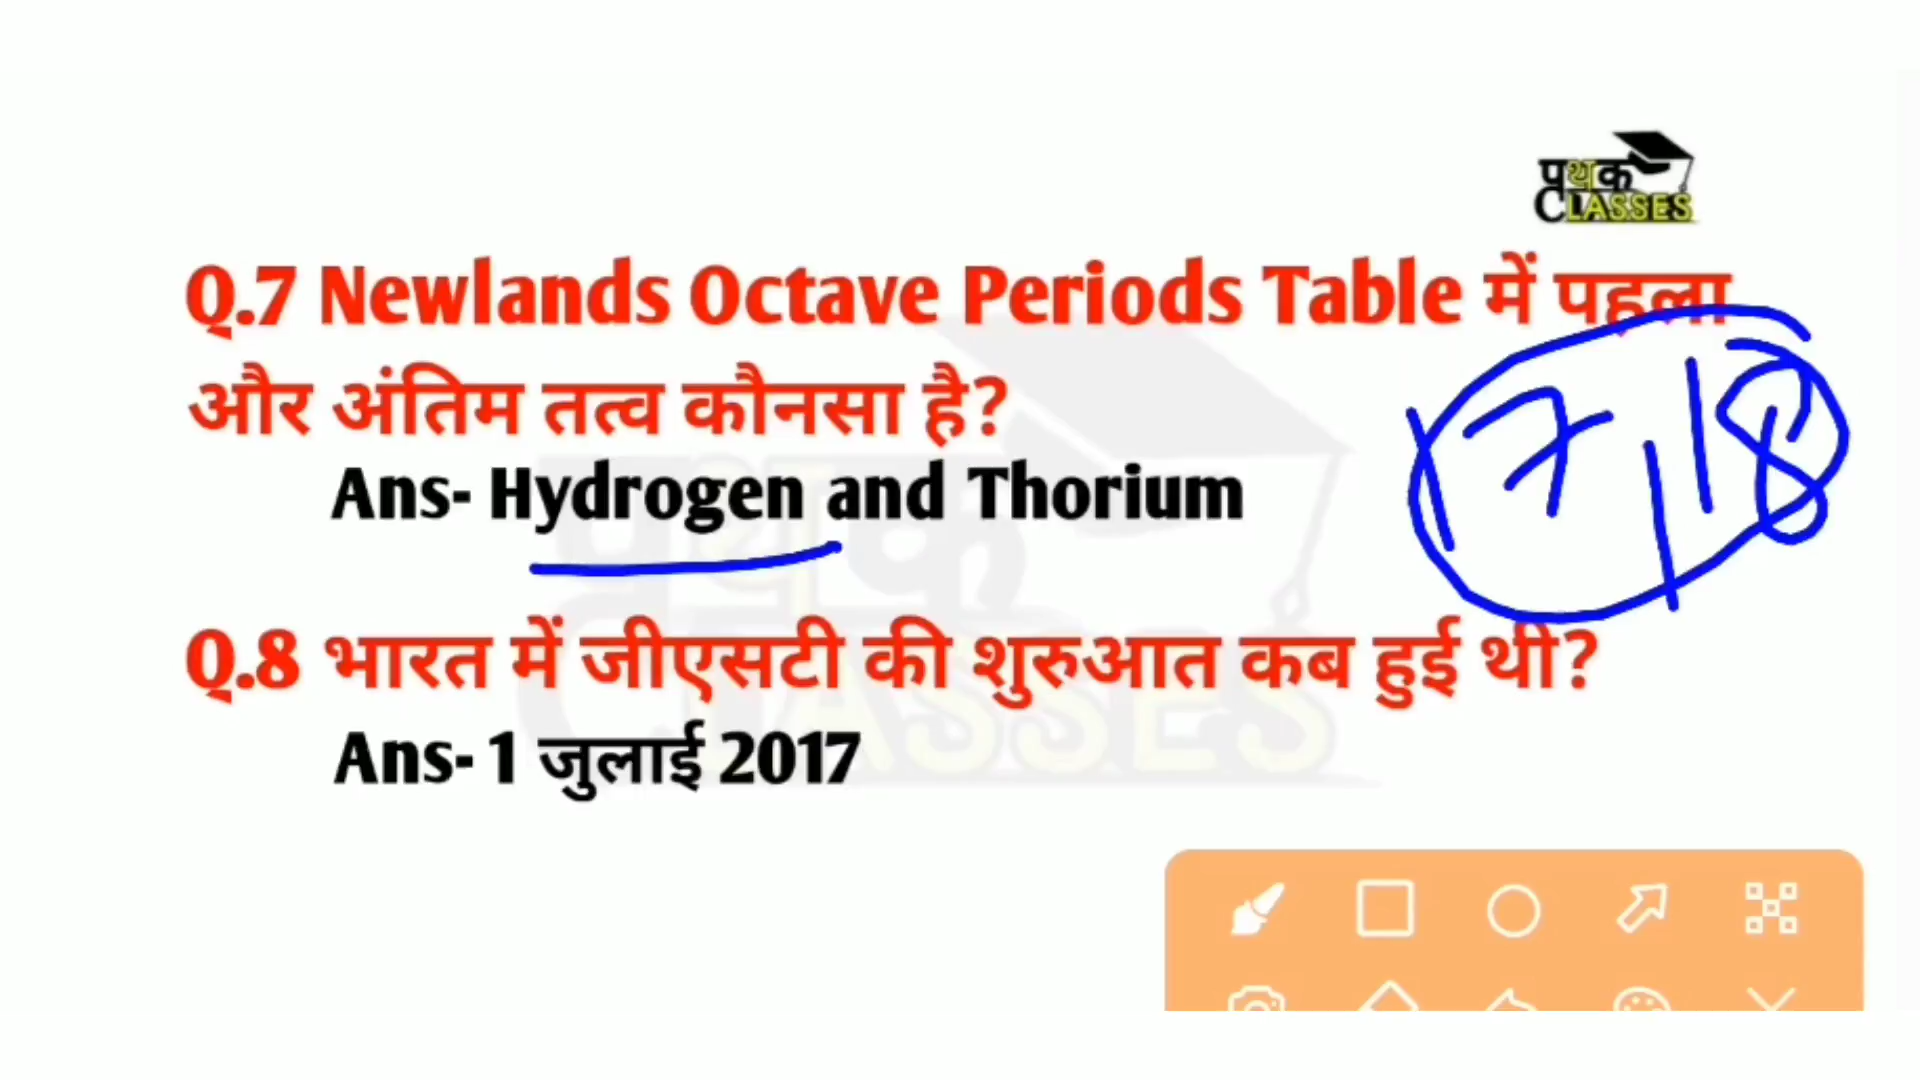 पथक
CLASSES
Q.7 Newlands Octave Periods Table में पहला
और अंतिम तत्व कौनसा है?
Ans- Hydrogen and Thorium
17,18
Q.8 भारत में जीएसटी की शुरुआत कब हुई थी?
Ans- 1 जुलाई 2017